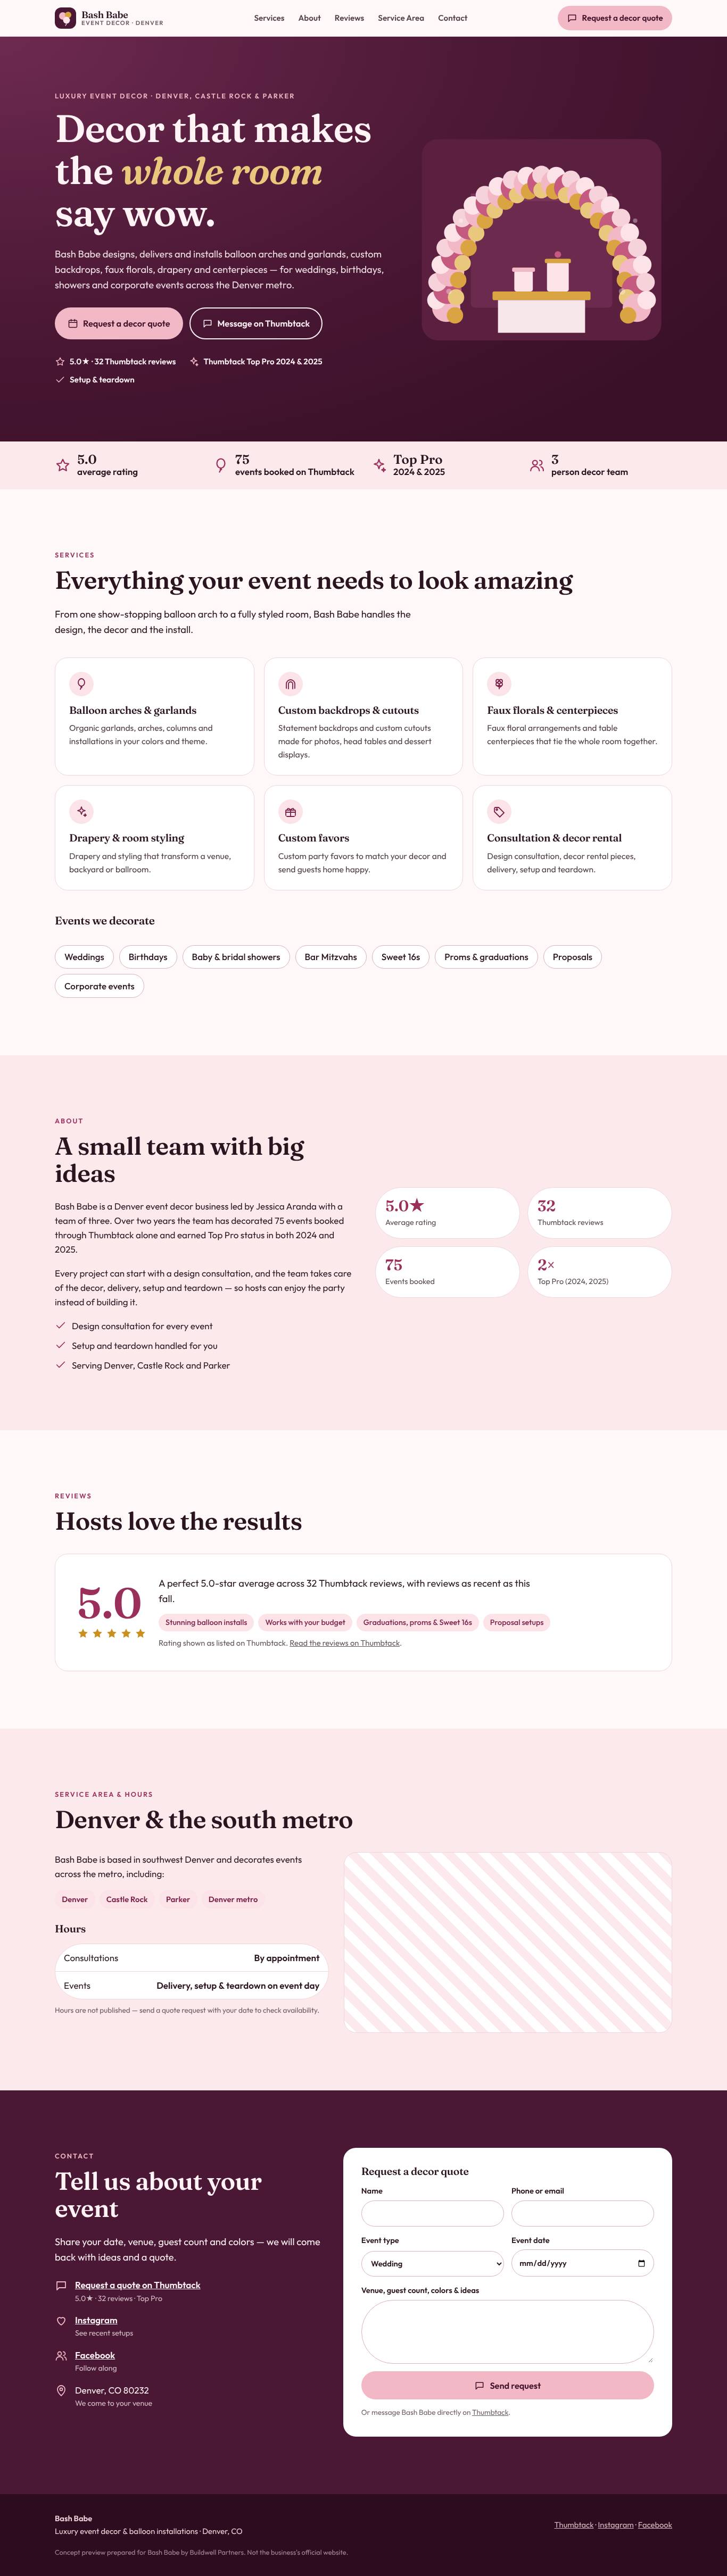 Bash Babe
EVENT DECOR · DENVER
Services
About
Reviews
Service Area
Contact
Request a decor quote
LUXURY EVENT DECOR · DENVER, CASTLE ROCK & PARKER
Decor that makes
the whole room
say wow.
Bash Babe designs, delivers and installs balloon arches and garlands, custom
backdrops, faux florals, drapery and centerpieces — for weddings, birthdays,
showers and corporate events across the Denver metro.
Request a decor quote
Message on Thumbtack
5.0★ · 32 Thumbtack reviews
Thumbtack Top Pro 2024 & 2025
Setup & teardown
5.0
average rating
75
events booked on Thumbtack
Top Pro
2024 & 2025
3
person decor team
SERVICES
Everything your event needs to look amazing
From one show-stopping balloon arch to a fully styled room, Bash Babe handles the
design, the decor and the install.
Balloon arches & garlands
Organic garlands, arches, columns and
installations in your colors and theme.
Custom backdrops & cutouts
Statement backdrops and custom cutouts
made for photos, head tables and dessert
displays.
Faux florals & centerpieces
Faux floral arrangements and table
centerpieces that tie the whole room together.
Drapery & room styling
Drapery and styling that transform a venue,
backyard or ballroom.
Custom favors
Custom party favors to match your decor and
send guests home happy.
Consultation & decor rental
Design consultation, decor rental pieces,
delivery, setup and teardown.
Events we decorate
Weddings
Birthdays
Baby & bridal showers
Bar Mitzvahs
Sweet 16s
Proms & graduations
Proposals
Corporate events
ABOUT
A small team with big
ideas
Bash Babe is a Denver event decor business led by Jessica Aranda with a
team of three. Over two years the team has decorated 75 events booked
through Thumbtack alone and earned Top Pro status in both 2024 and
2025.
Every project can start with a design consultation, and the team takes care
of the decor, delivery, setup and teardown — so hosts can enjoy the party
instead of building it.
Design consultation for every event
Setup and teardown handled for you
Serving Denver, Castle Rock and Parker
5.0★
Average rating
32
Thumbtack reviews
75
Events booked
2×
Top Pro (2024, 2025)
REVIEWS
Hosts love the results
5.0
★★★★★
A perfect 5.0-star average across 32 Thumbtack reviews, with reviews as recent as this
fall.
Stunning balloon installs
Works with your budget
Graduations, proms & Sweet 16s
Proposal setups
Rating shown as listed on Thumbtack. Read the reviews on Thumbtack.
SERVICE AREA & HOURS
Denver & the south metro
Bash Babe is based in southwest Denver and decorates events
across the metro, including:
Denver
Castle Rock
Parker
Denver metro
Hours
Consultations
By appointment
Events
Delivery, setup & teardown on event day
Hours are not published — send a quote request with your date to check availability.
CONTACT
Tell us about your
event
Share your date, venue, guest count and colors — we will come
back with ideas and a quote.
Request a quote on Thumbtack
5.0★ · 32 reviews · Top Pro
Instagram
See recent setups
Facebook
Follow along
Denver, CO 80232
We come to your venue
Request a decor quote
Name
Phone or email
Event type
Event date
Wedding
mm/dd/yyyy
Venue, guest count, colors & ideas
Send request
Or message Bash Babe directly on Thumbtack.
Bash Babe
Luxury event decor & balloon installations · Denver, CO
Thumbtack · Instagram · Facebook
Concept preview prepared for Bash Babe by Buildwell Partners. Not the business's official website.